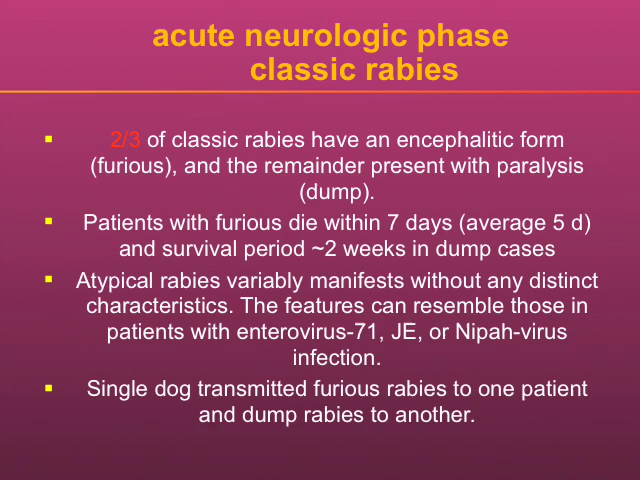 acute neurologic phase
classic rabies
▪ 2/3 of classic rabies have an encephalitic form
(furious), and the remainder present with paralysis
(dump).
▪ Patients with furious die within 7 days (average 5 d)
and survival period ~2 weeks in dump cases
▪ Atypical rabies variably manifests without any distinct
characteristics. The features can resemble those in
patients with enterovirus-71, JE, or Nipah-virus
infection.
▪ Single dog transmitted furious rabies to one patient
and dump rabies to another.